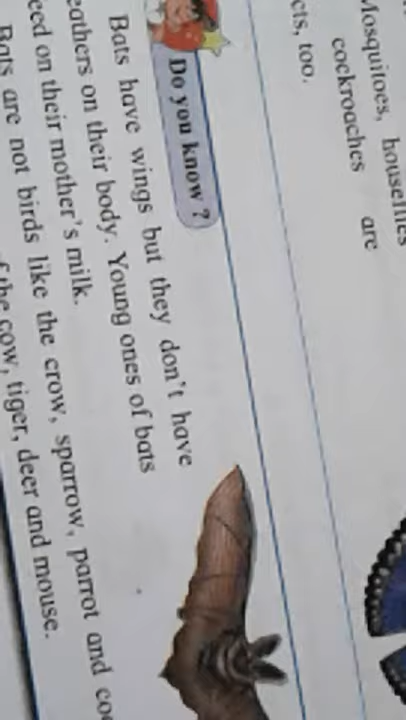 Mosquitoes, houseflies
cockroaches are
cts, too.
Do you know ?
Bats have wings but they don't have
eathers on their body. Young ones of bats
eed on their mother's milk.
Bats are not birds like the crow, sparrow, parrot and coc
f the cow, tiger, deer and mouse.